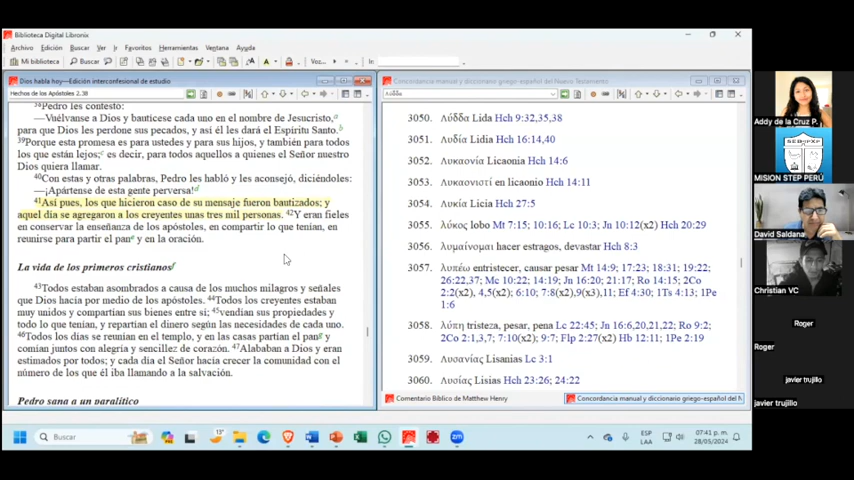 Biblioteca Digital Libronix
Archivo Edición Buscar Ver Ir Favoritos Herramientas Ventana Ayuda
Mi biblioteca Buscar Voz... In
Dios habla hoy—Edición interconfesional de estudio
Hechos de los Apóstoles 2.38
38Pedro les contestó:
—Vuélvanse a Dios y bautícese cada uno en el nombre de Jesucristo,a
para que Dios les perdone sus pecados, y así él les dará el Espíritu Santo.b
39Porque esta promesa es para ustedes y para sus hijos, y también para todos
los que están lejos;c es decir, para todos aquellos a quienes el Señor nuestro
Dios quiera llamar.
40Con estas y otras palabras, Pedro les habló y les aconsejó, diciéndoles:
—¡Apártense de esta gente perversa!d
41Así pues, los que hicieron caso de su mensaje fueron bautizados; y
aquel día se agregaron a los creyentes unas tres mil personas. 42Y eran fieles
en conservar la enseñanza de los apóstoles, en compartir lo que tenían, en
reunirse para partir el pane y en la oración.
La vida de los primeros cristianosf
43Todos estaban asombrados a causa de los muchos milagros y señales
que Dios hacía por medio de los apóstoles. 44Todos los creyentes estaban
muy unidos y compartían sus bienes entre sí; 45vendían sus propiedades y
todo lo que tenían, y repartían el dinero según las necesidades de cada uno.
46Todos los días se reunían en el templo, y en las casas partían el pang y
comían juntos con alegría y sencillez de corazón. 47Alababan a Dios y eran
estimados por todos; y cada día el Señor hacía crecer la comunidad con el
número de los que él iba llamando a la salvación.
Pedro sana a un paralítico
Concordancia manual y diccionario griego-español del Nuevo Testamento
Λύδδα
3050. Λύδδα Lida Hch 9:32,35,38
3051. Λυδία Lidia Hch 16:14,40
3052. Λυκαονία Licaonia Hch 14:6
3053. Λυκαονιστί en licaonio Hch 14:11
3054. Λυκία Licia Hch 27:5
3055. λύκος lobo Mt 7:15; 10:16; Lc 10:3; Jn 10:12(x2) Hch 20:29
3056. λυμαίνομαι hacer estragos, devastar Hch 8:3
3057. λυπέω entristecer, causar pesar Mt 14:9; 17:23; 18:31; 19:22;
26:22,37; Mc 10:22; 14:19; Jn 16:20; 21:17; Ro 14:15; 2Co
2:2(x2), 4,5(x2); 6:10; 7:8(x2),9(x3),11; Ef 4:30; 1Ts 4:13; 1Pe
1:6
3058. λύπη tristeza, pesar, pena Lc 22:45; Jn 16:6,20,21,22; Ro 9:2;
2Co 2:1,3,7; 7:10(x2); 9:7; Flp 2:27(x2) Hb 12:11; 1Pe 2:19
3059. Λυσανίας Lisanias Lc 3:1
3060. Λυσίας Lisias Hch 23:26; 24:22
Comentario Bíblico de Matthew Henry
Concordancia manual y diccionario griego-español del N
Buscar
13°
ESP
LAA
07:41 p. m.
28/05/2024
Addy de la Cruz P.
SEP-PERU
MISION STEP PERÚ
David Saldana
Christian VC
Roger
Roger
javier trujillo
javier trujillo